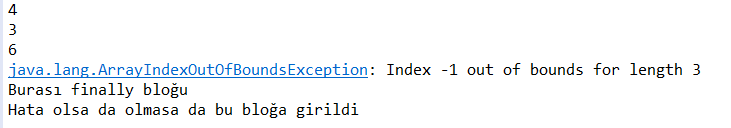 4
3
6
java.lang.ArrayIndexOutOfBoundsException: Index -1 out of bounds for length 3
Burası finally bloğu
Hata olsa da olmasa da bu bloğa girildi